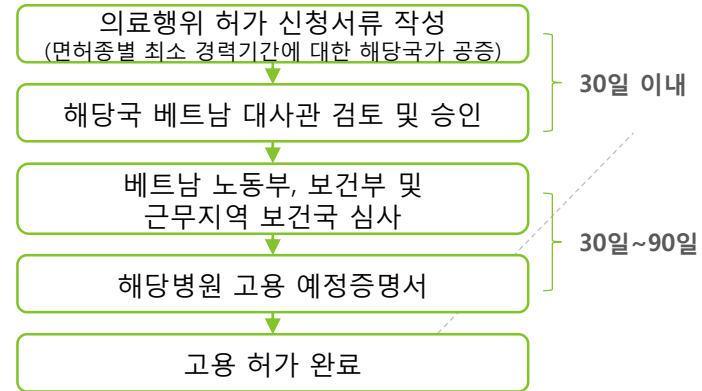 의료행위 허가 신청서류 작성
(면허종별 최소 경력기간에 대한 해당국가 공증)
30일 이내
해당국 베트남 대사관 검토 및 승인
베트남 노동부, 보건부 및
근무지역 보건국 심사
30일~90일
해당병원 고용 예정증명서
고용 허가 완료